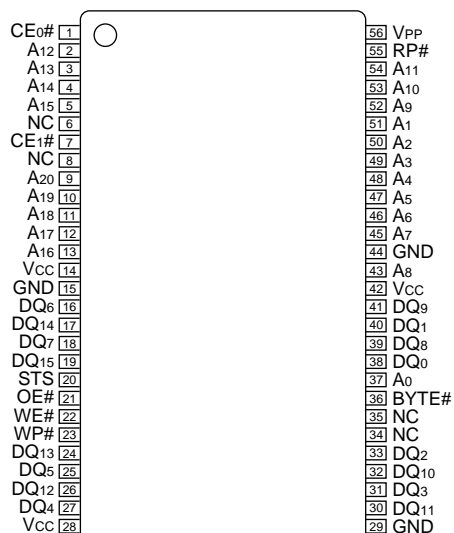 CE0# 1 56 VPP
A12 2 55 RP#
A13 3 54 A11
A14 4 53 A10
A15 5 52 A9
NC 6 51 A1
CE1# 7 50 A2
NC 8 49 A3
A20 9 48 A4
A19 10 47 A5
A18 11 46 A6
A17 12 45 A7
A16 13 44 GND
VCC 14 43 A8
GND 15 42 VCC
DQ6 16 41 DQ9
DQ14 17 40 DQ1
DQ7 18 39 DQ8
DQ15 19 38 DQ0
STS 20 37 A0
OE# 21 36 BYTE#
WE# 22 35 NC
WP# 23 34 NC
DQ13 24 33 DQ2
DQ5 25 32 DQ10
DQ12 26 31 DQ3
DQ4 27 30 DQ11
VCC 28 29 GND